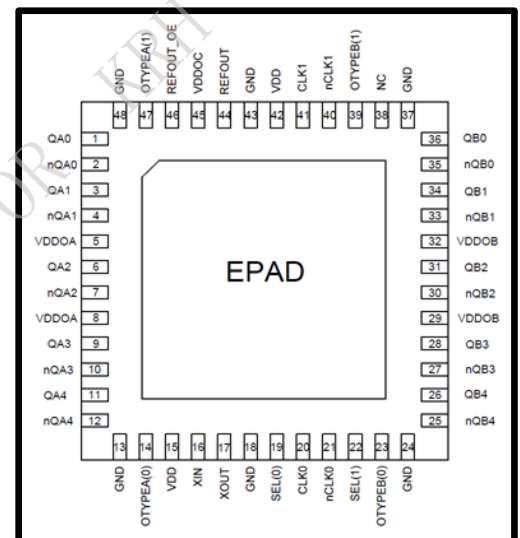 OR KRH
GND OTYPEA(1) REFOUT_OE VDDOC REFOUT GND VDD CLK1 nCLK1 OTYPEB(1) NC GND
48 47 46 45 44 43 42 41 40 39 38 37
QA0 1 36 QB0
nQA0 2 35 nQB0
QA1 3 34 QB1
nQA1 4 33 nQB1
VDDOA 5 32 VDDOB
QA2 6 31 QB2
EPAD
nQA2 7 30 nQB2
VDDOA 8 29 VDDOB
QA3 9 28 QB3
nQA3 10 27 nQB3
QA4 11 26 QB4
nQA4 12 25 nQB4
13 14 15 16 17 18 19 20 21 22 23 24
GND OTYPEA(0) VDD XIN XOUT GND SEL(0) CLK0 nCLK0 SEL(1) OTYPEB(0) GND